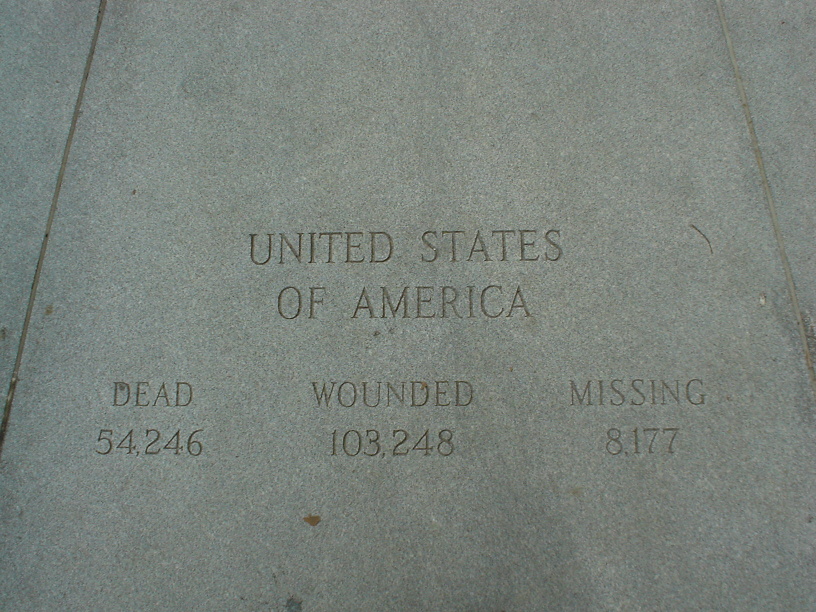 UNITED STATES
OF AMERICA
DEAD WOUNDED MISSING
54,246 103,248 8,177